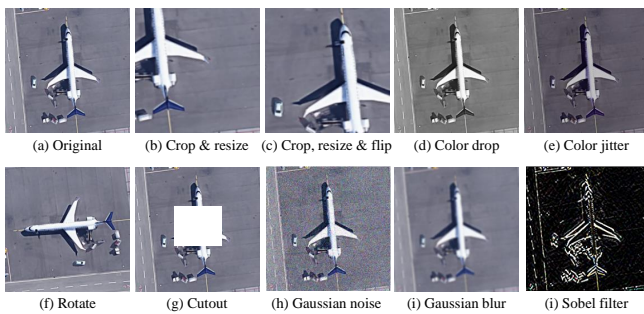 (a) Original (b) Crop & resize (c) Crop, resize & flip (d) Color drop (e) Color jitter
(f) Rotate (g) Cutout (h) Gaussian noise (i) Gaussian blur (i) Sobel filter